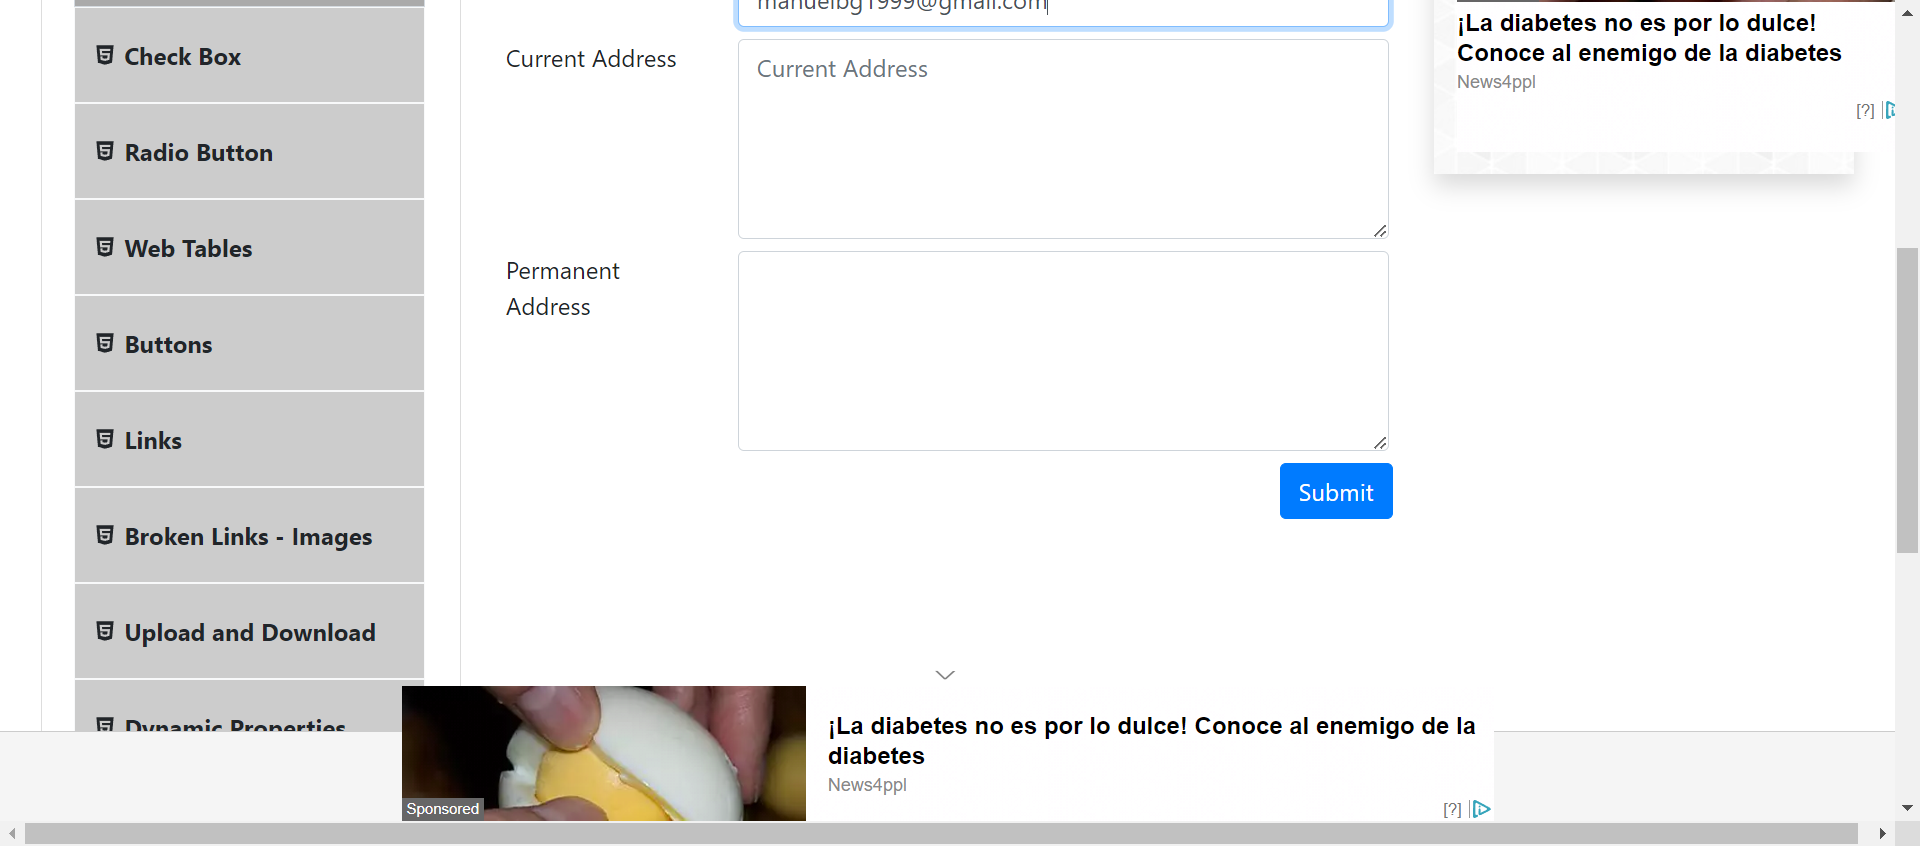 Check Box
Radio Button
Web Tables
Buttons
Links
Broken Links - Images
Upload and Download
Dynamic Properties
manuelbg1999@gmail.com
Current Address
Current Address
Permanent
Address
Submit
¡La diabetes no es por lo dulce!
Conoce al enemigo de la diabetes
News4ppl
[?]
Sponsored
¡La diabetes no es por lo dulce! Conoce al enemigo de la
diabetes
News4ppl
[?]